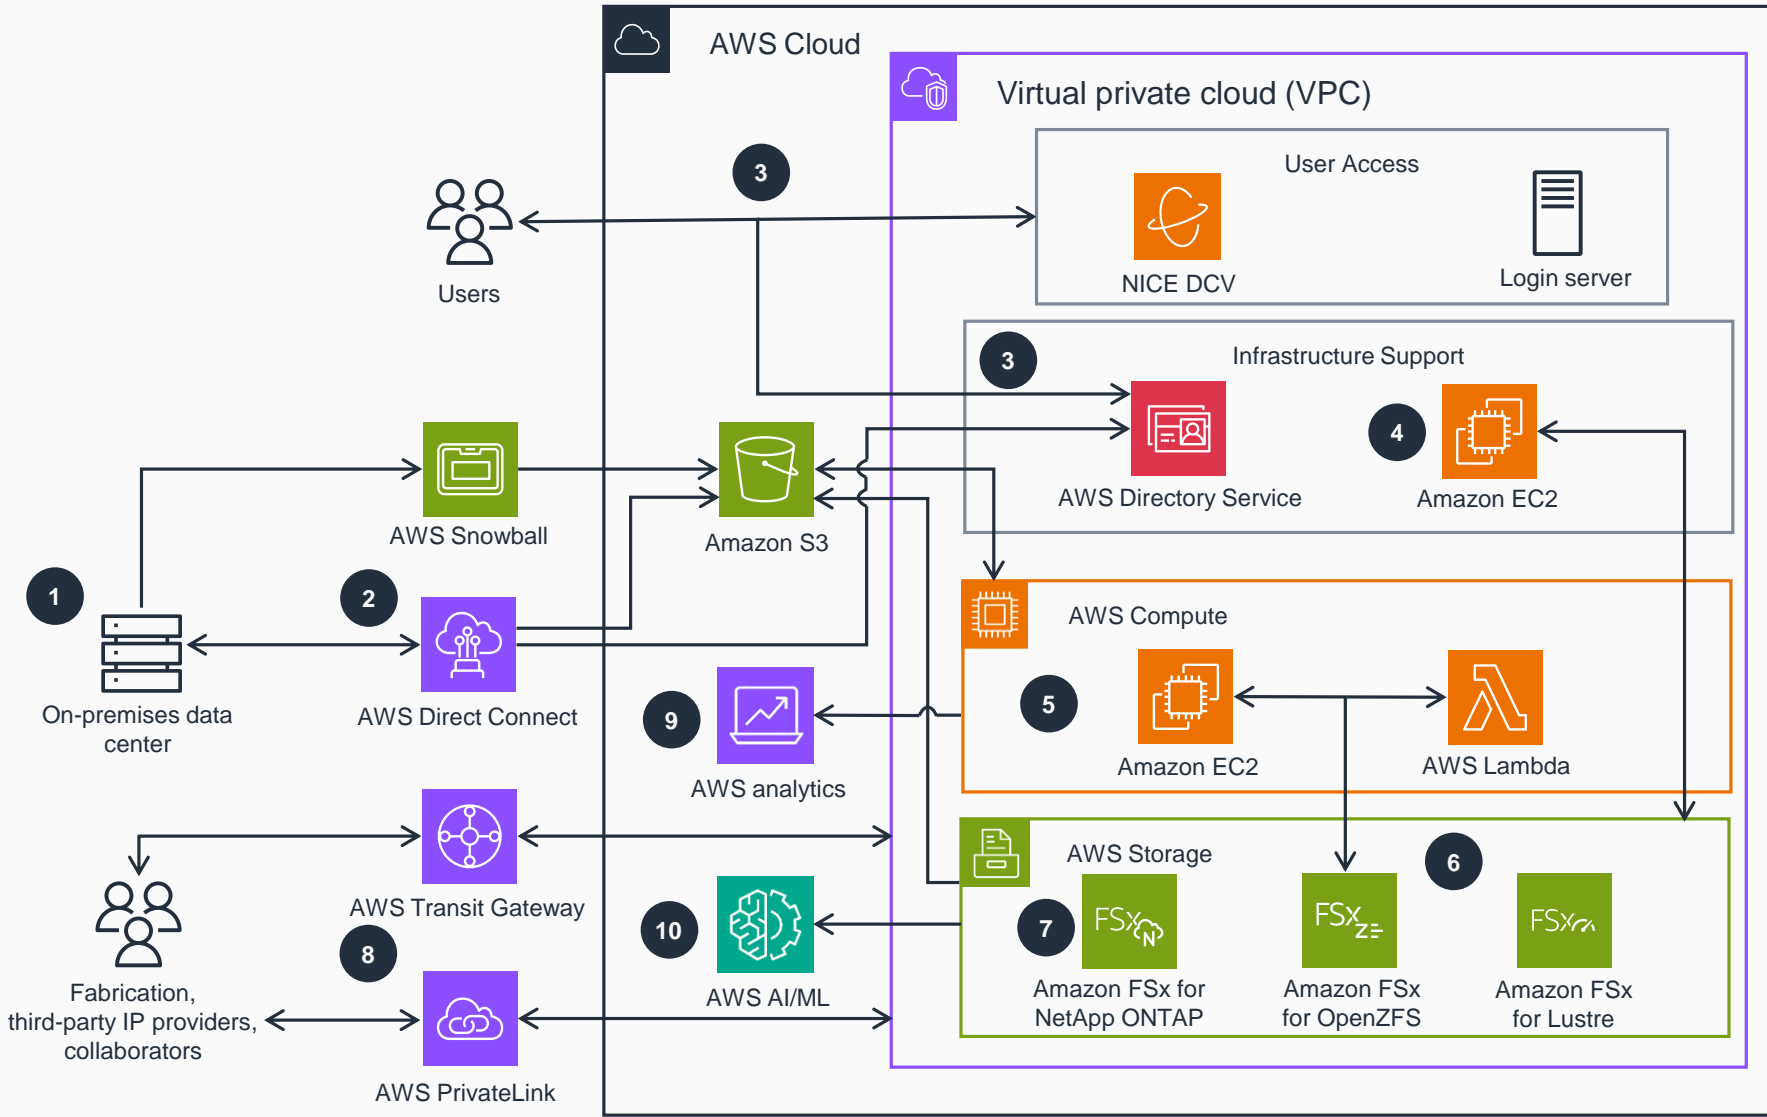 AWS Cloud
Virtual private cloud (VPC)
3
User Access
NICE DCV
Login server
Users
3
Infrastructure Support
4
AWS Directory Service
Amazon EC2
AWS Snowball
Amazon S3
1
2
On-premises data
center
AWS Direct Connect
AWS Compute
5
Amazon EC2
AWS Lambda
9
AWS analytics
AWS Transit Gateway
8
Fabrication,
third-party IP providers,
collaborators
AWS PrivateLink
10
AWS AI/ML
AWS Storage
6
7
FSx N
Amazon FSx for
NetApp ONTAP
FSx Z
Amazon FSx
for OpenZFS
FSx
Amazon FSx
for Lustre